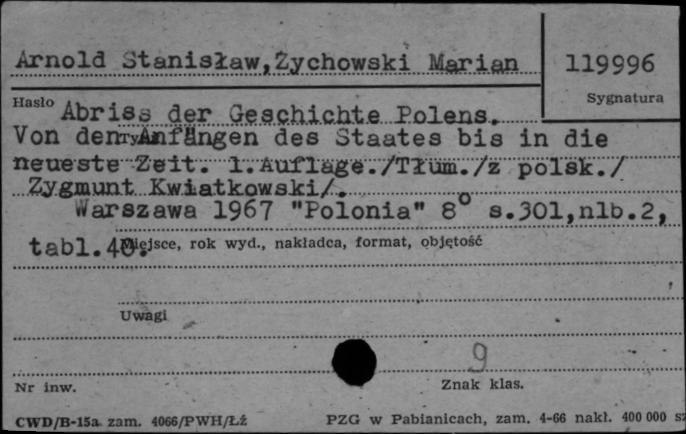 Arnold Stanisław,Żychowski Marian
119996
Sygnatura
Hasło
Abriss der Geschichte Polens.
Von den Anfängen des Staates bis in die
neueste Zeit. 1.Auflage./Tłum./z polsk./
Zygmunt Kwiatkowski/.
Warszawa 1967 "Polonia" 8° s.301,nlb.2,
tabl.40.
Miejsce, rok wyd., nakładca, format, objętość
Uwagi
9
Nr inw.
Znak klas.
CWD/B-15a zam. 4066/PWH/Łź
PZG w Pabianicach, zam. 4-66 nakł. 400 000